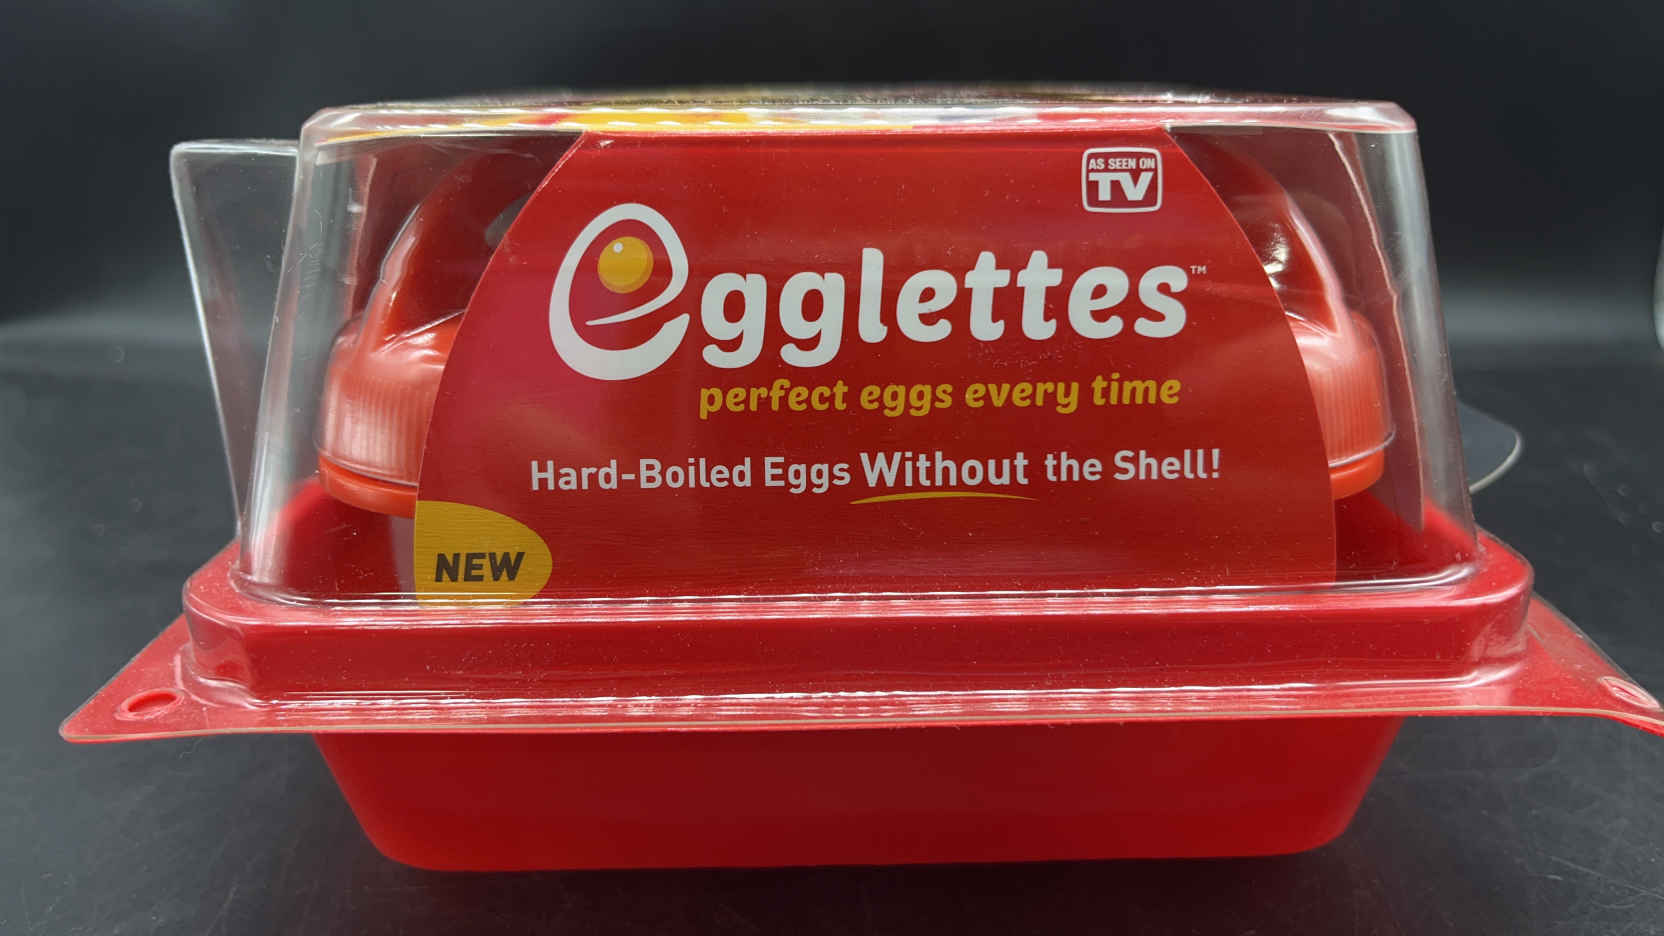 AS SEEN ON
TV
egglettes™
perfect eggs every time
Hard-Boiled Eggs Without the Shell!
NEW